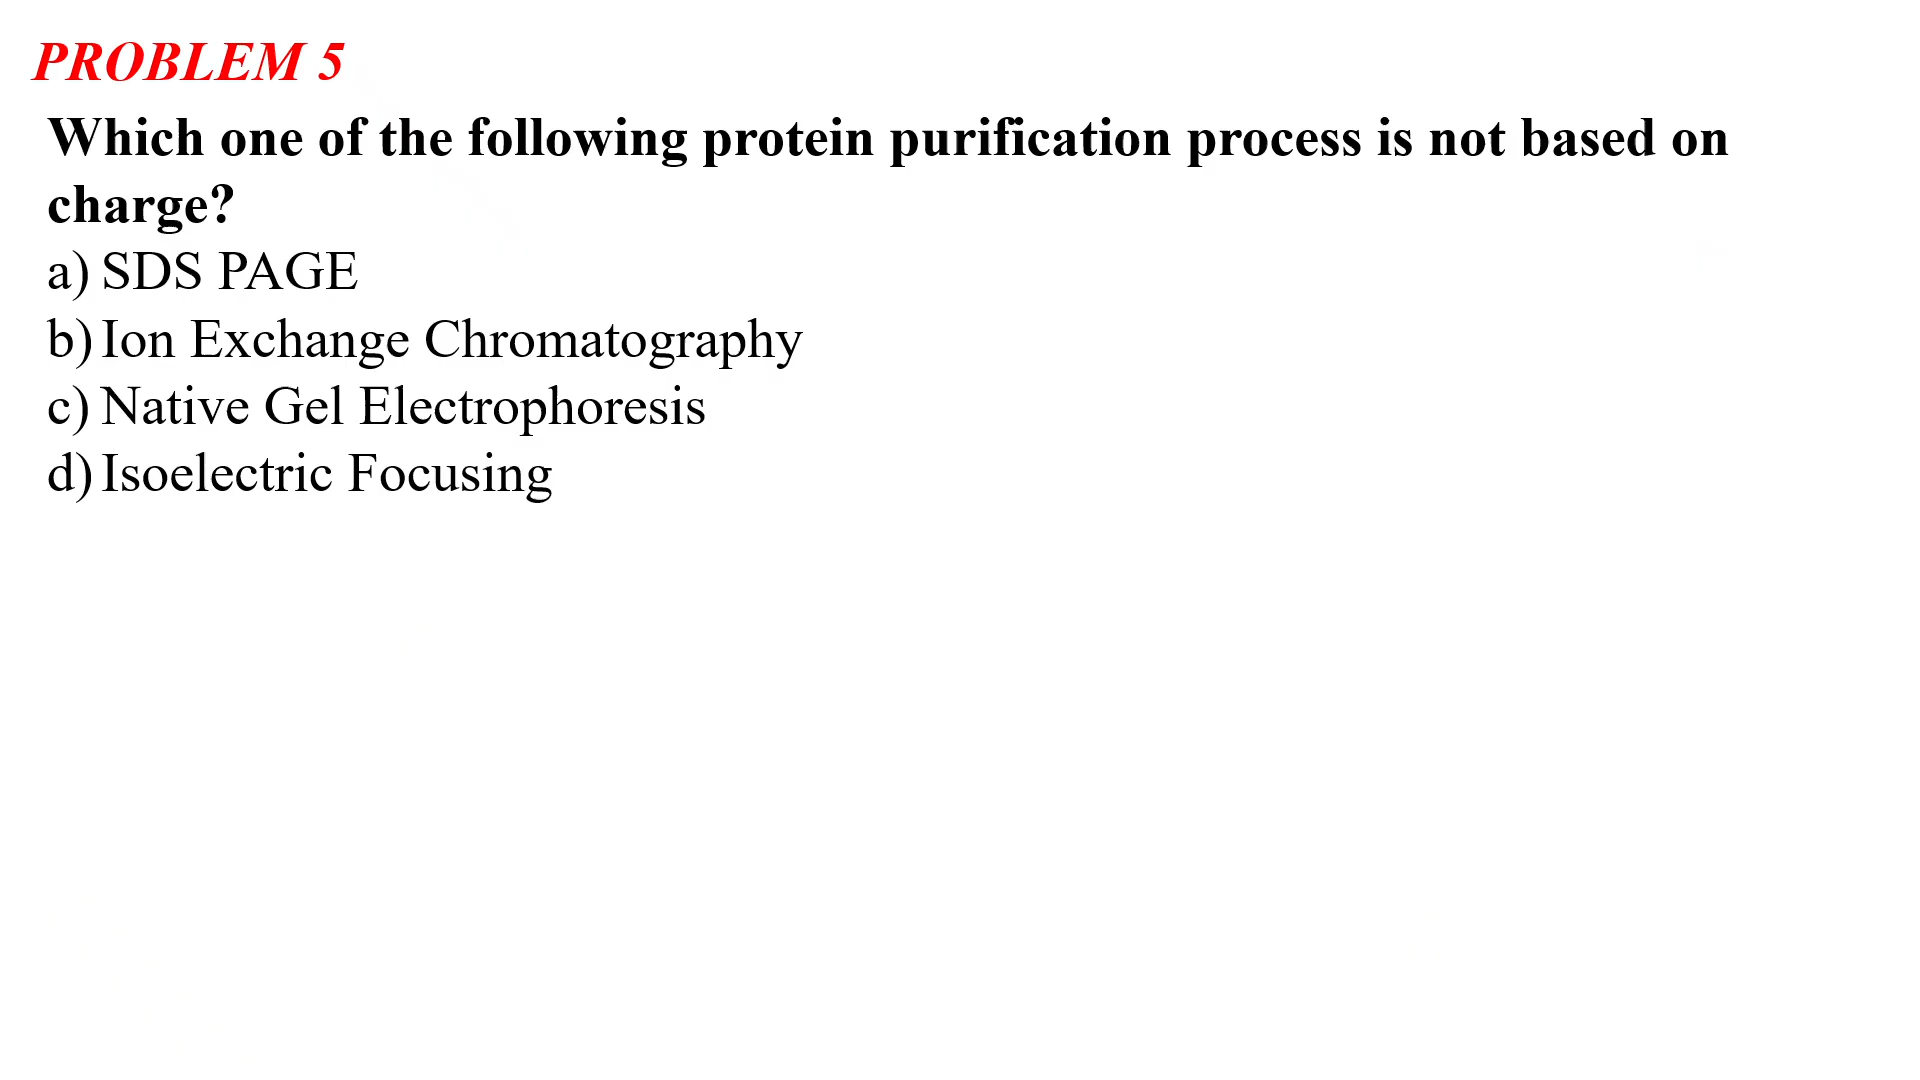 PROBLEM 5
Which one of the following protein purification process is not based on
charge?
a) SDS PAGE
b) Ion Exchange Chromatography
c) Native Gel Electrophoresis
d) Isoelectric Focusing